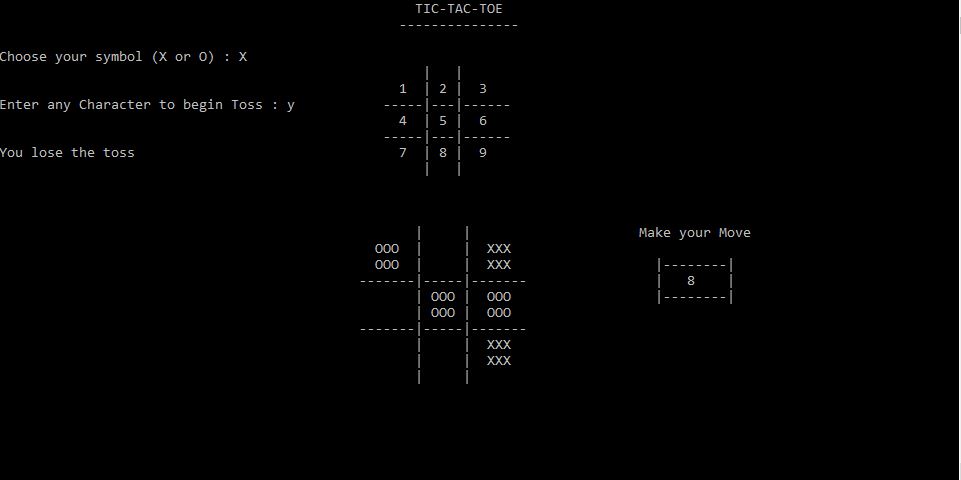 TIC-TAC-TOE
---------------
Choose your symbol (X or O) : X
| |
1 | 2 | 3
Enter any Character to begin Toss : y
-----|---|------
4 | 5 | 6
-----|---|------
You lose the toss
7 | 8 | 9
| |
| |
Make your Move
OOO | | XXX
OOO | | XXX
|--------|
-------|-----|-------
| 8 |
| OOO | OOO
|--------|
| OOO | OOO
-------|-----|-------
| | XXX
| | XXX
| |